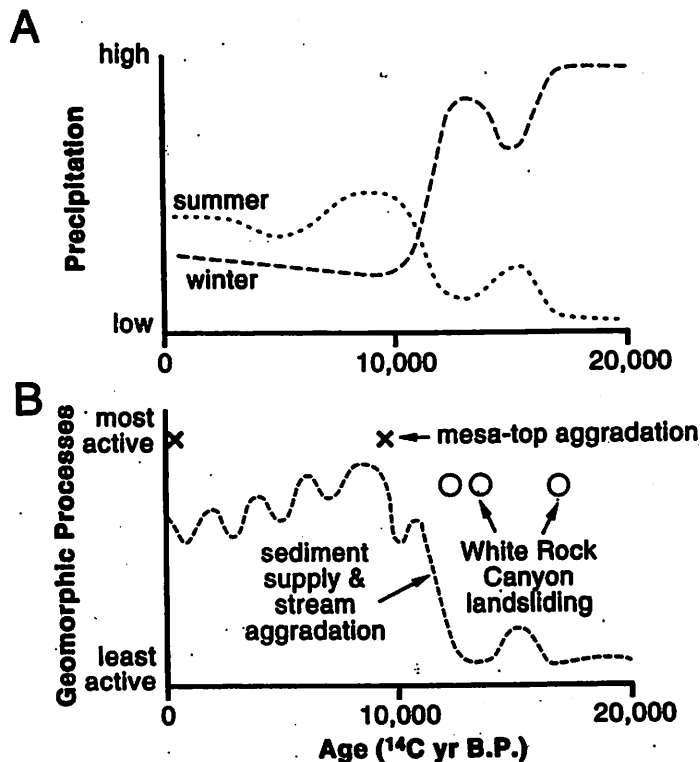 A
high
Precipitation
summer
winter
low
0
10,000
20,000
B
most
active
mesa-top aggradation
Geomorphic Processes
sediment
supply &
stream
aggradation
White Rock
Canyon
landsliding
least
active
0
10,000
20,000
Age (¹⁴C yr B.P.)